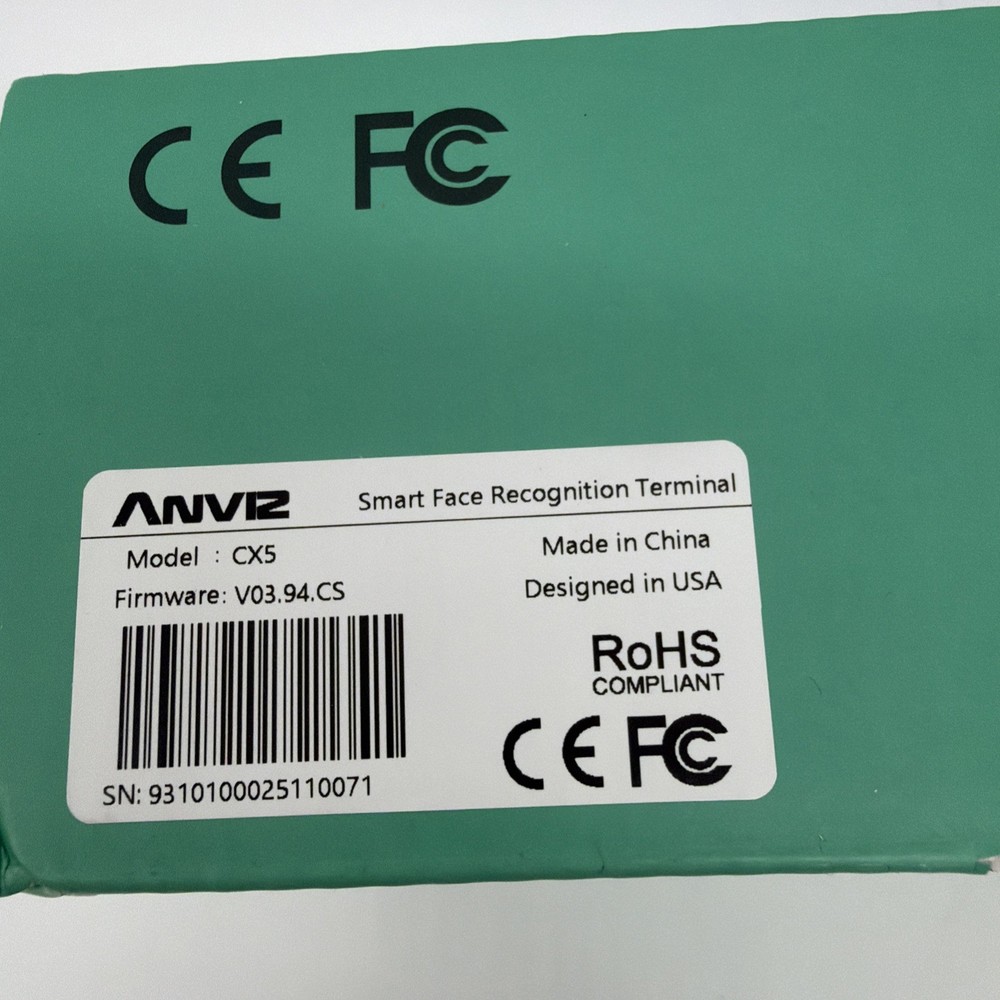 CE FC
ANVIZ Smart Face Recognition Terminal
Model : CX5
Made in China
Firmware: V03.94.CS
Designed in USA
RoHS
COMPLIANT
CE FC
SN: 9310100025110071